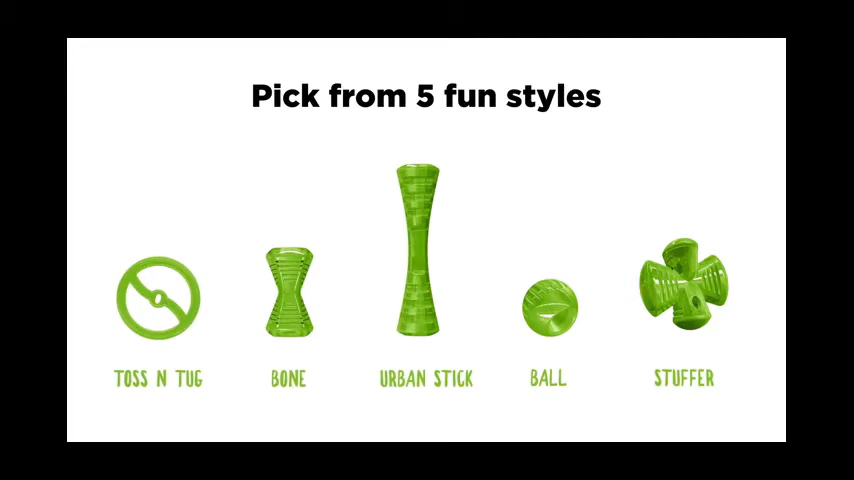 Pick from 5 fun styles
TOSS N TUG BONE URBAN STICK BALL STUFFER